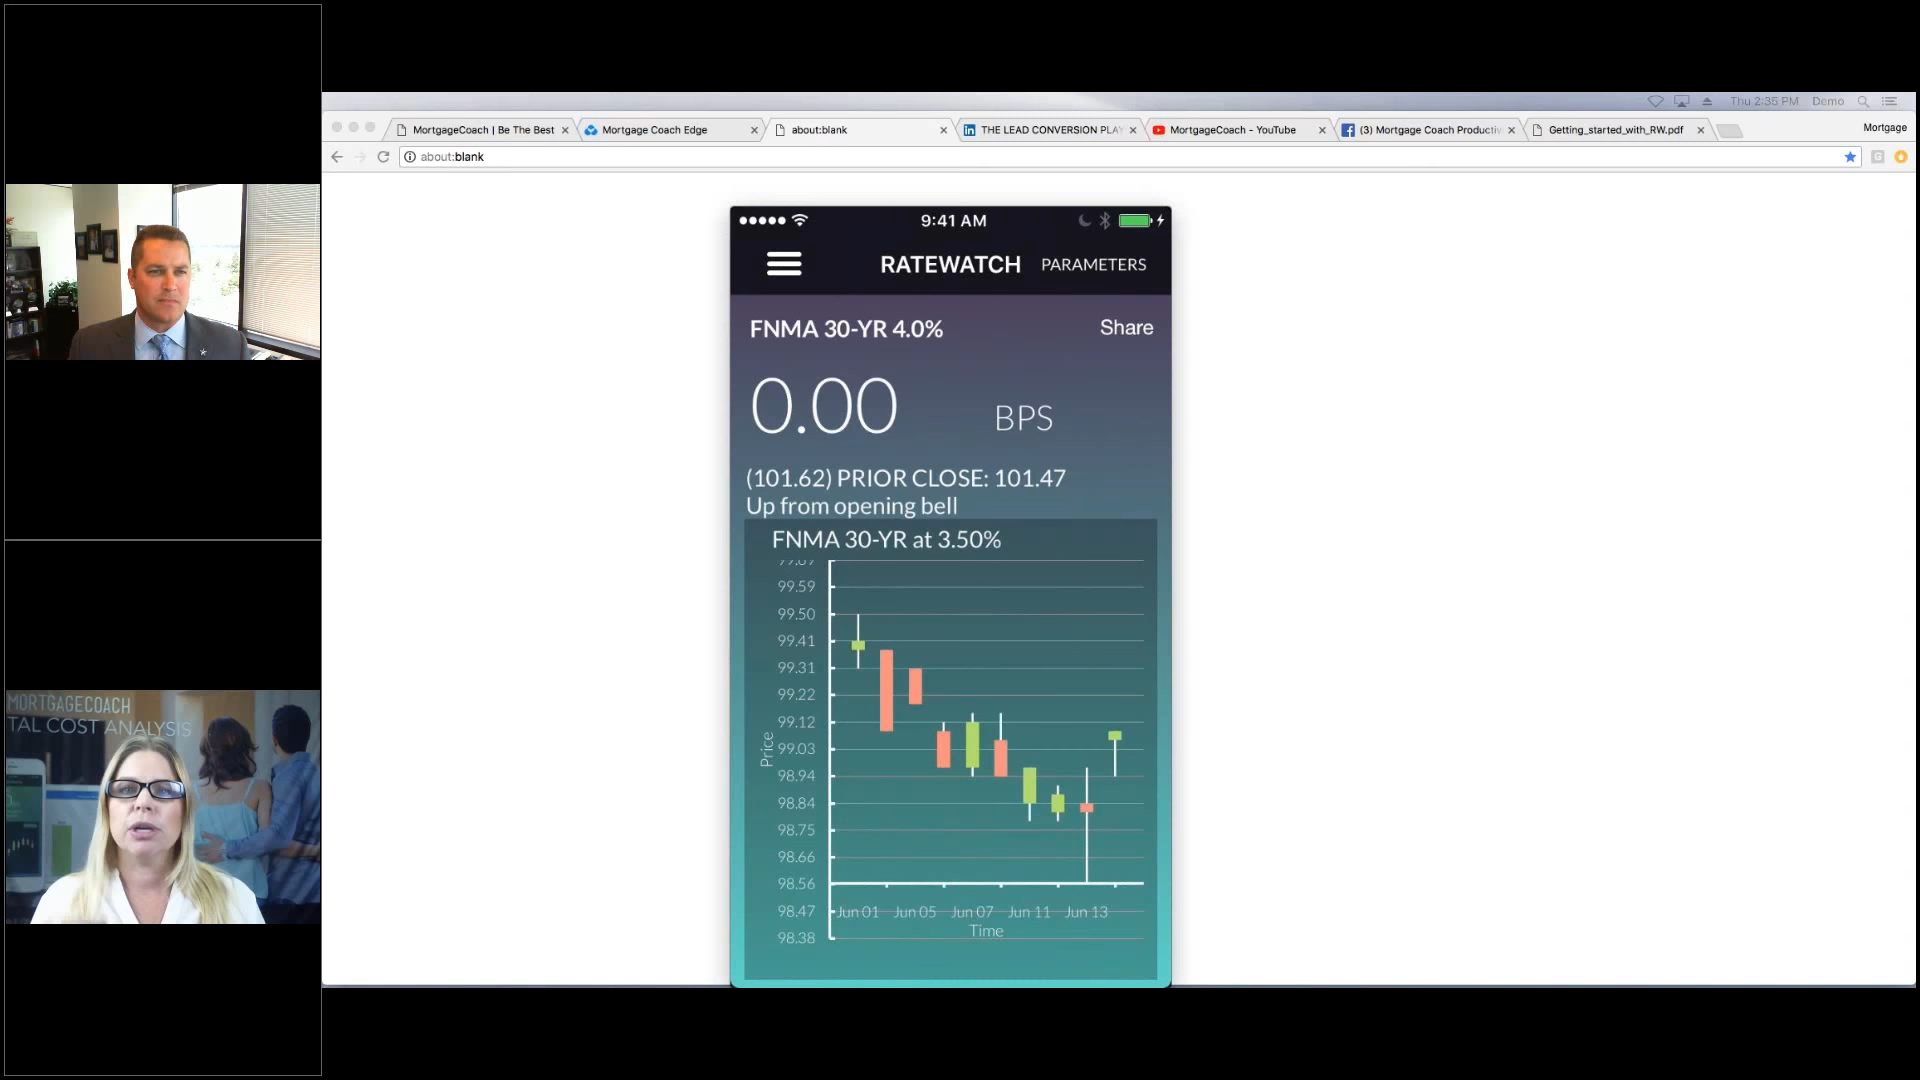 Thu 2:35 PM Demo
MortgageCoach | Be The Best
Mortgage Coach Edge
about:blank
THE LEAD CONVERSION PLA
MortgageCoach - YouTube
(3) Mortgage Coach Productiv
Getting_started_with_RW.pdf
Mortgage
about:blank
9:41 AM
RATEWATCH PARAMETERS
FNMA 30-YR 4.0% Share
0.00 BPS
(101.62) PRIOR CLOSE: 101.47
Up from opening bell
FNMA 30-YR at 3.50%
99.69
99.59
99.50
99.41
99.31
99.22
99.12
99.03
98.94
98.84
98.75
98.66
98.56
98.47
98.38
Price
Jun 01 Jun 05 Jun 07 Jun 11 Jun 13
Time
MORTGAGECOACH
TAL COST ANALYSIS